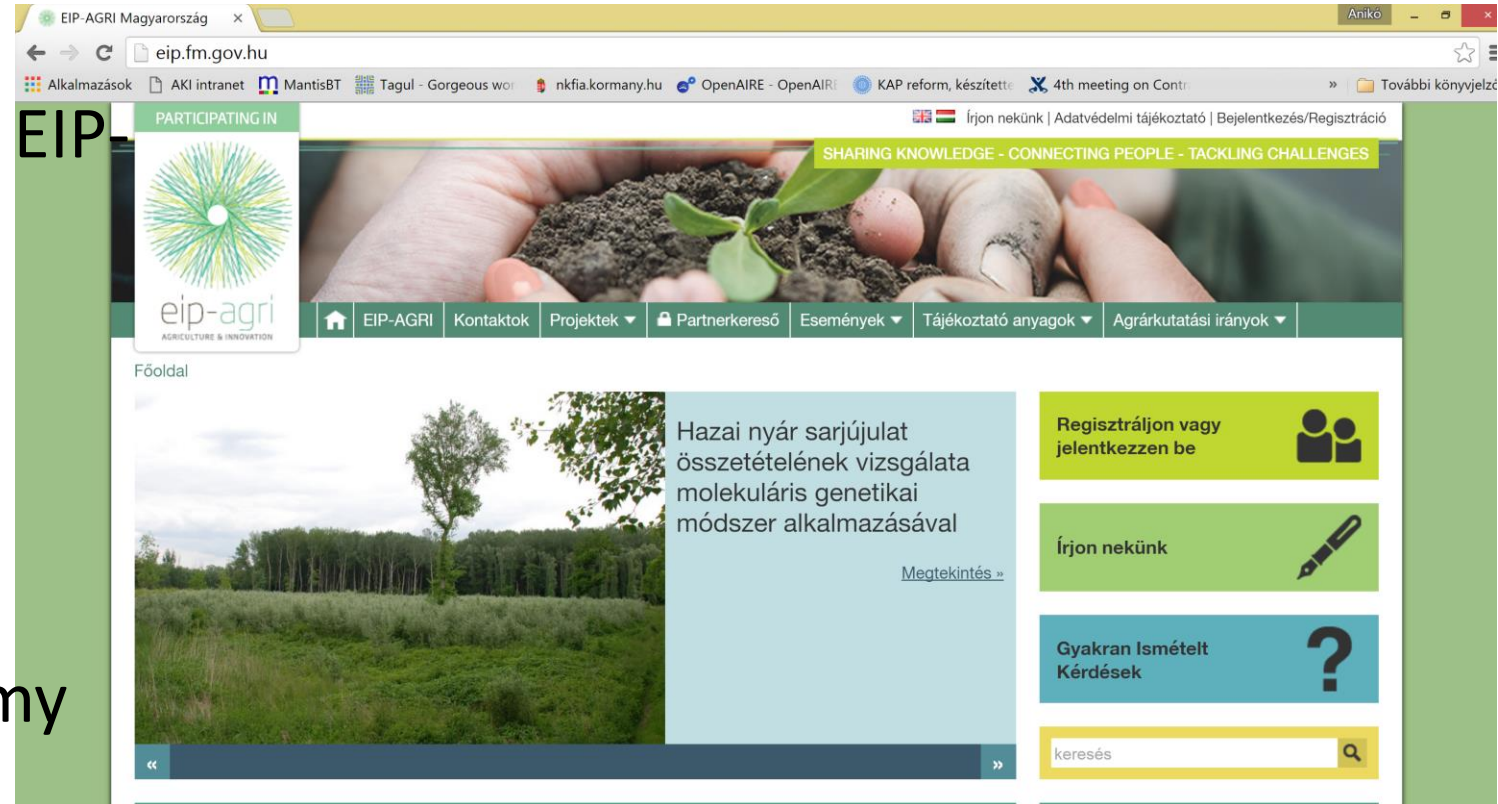 EIP-AGRI Magyarország
Anikó
eip.fm.gov.hu
Alkalmazások AKI intranet MantisBT Tagul - Gorgeous wor nkfia.kormany.hu OpenAIRE - OpenAIRE KAP reform, készítette 4th meeting on Contr » További könyvjelző
EIP-
PARTICIPATING IN
Írjon nekünk | Adatvédelmi tájékoztató | Bejelentkezés/Regisztráció
SHARING KNOWLEDGE - CONNECTING PEOPLE - TACKLING CHALLENGES
eip-agri
AGRICULTURE & INNOVATION
EIP-AGRI Kontaktok Projektek Partnerkereső Események Tájékoztató anyagok Agrárkutatási irányok
Főoldal
Hazai nyár sarjújulat
összetételének vizsgálata
molekuláris genetikai
módszer alkalmazásával
Megtekintés »
Regisztráljon vagy
jelentkezzen be
Írjon nekünk
Gyakran Ismételt
Kérdések
?
my
keresés
« »